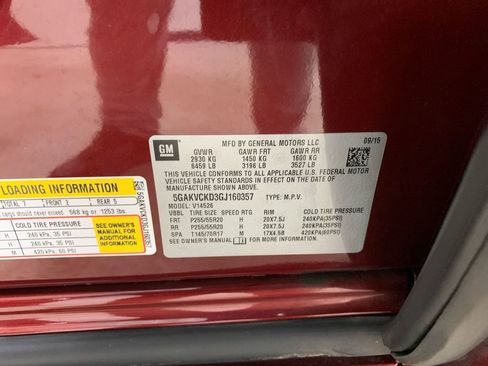 GM
MFD. BY GENERAL MOTORS LLC
09/15
GVWR GAWR FRT GAWR RR
2930 KG 1450 KG 1600 KG
6459 LB 3196 LB 3527 LB
THIS VEHICLE CONFORMS TO ALL APPLICABLE U.S. FEDERAL MOTOR
VEHICLE SAFETY STANDARDS IN EFFECT ON THE DATE OF
MANUFACTURE SHOWN ABOVE.
5GAKVCKD3GJ160357 TYPE: M.P.V.
MODEL: V14526
VBBL TIRE SIZE SPEED RTG RIM COLD TIRE PRESSURE
FRT P255/55R20 H 20X7.5J 240KPA(35PSI)
RR P255/55R20 H 20X7.5J 240KPA(35PSI)
SPA T145/70R17 M 17X4.5B 420KPA(60PSI)
SEE OWNER'S MANUAL FOR MORE INFORMATION.
LOADING INFORMATION
TOTAL 7 FRONT 2 REAR 5
cargo should never exceed 568 kg or 1253 lbs.
COLD TIRE PRESSURE
H 240 kPa, 35 PSI
H 240 kPa, 35 PSI
M 420 kPa, 60 PSI
SEE OWNER'S
MANUAL FOR
ADDITIONAL
INFORMATION
5GAKVCKD3GJ160357